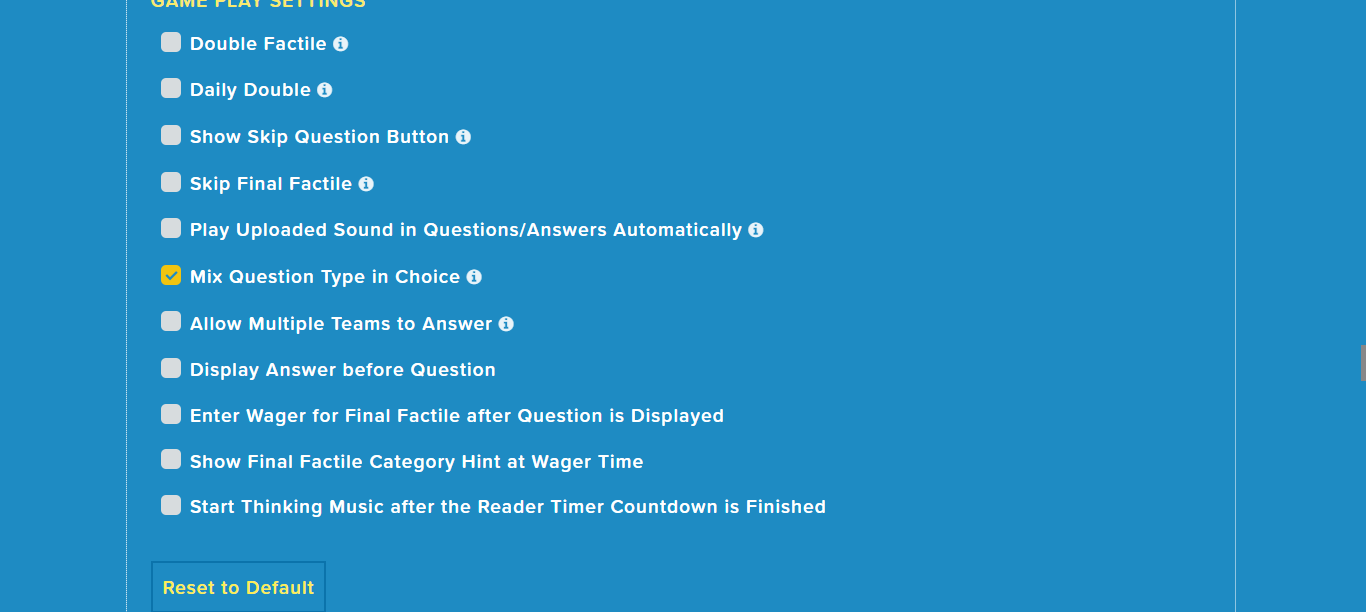 GAME PLAY SETTINGS
Double Factile
Daily Double
Show Skip Question Button
Skip Final Factile
Play Uploaded Sound in Questions/Answers Automatically
Mix Question Type in Choice
Allow Multiple Teams to Answer
Display Answer before Question
Enter Wager for Final Factile after Question is Displayed
Show Final Factile Category Hint at Wager Time
Start Thinking Music after the Reader Timer Countdown is Finished
Reset to Default